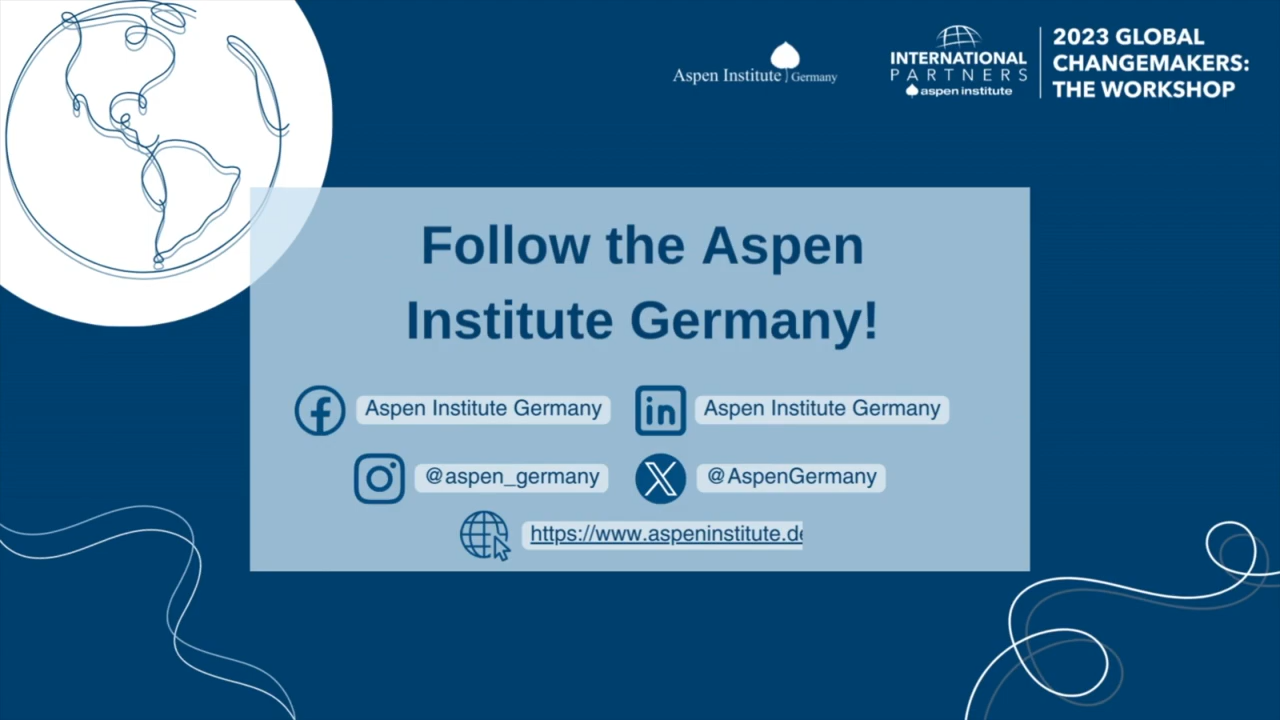 Aspen Institute Germany
INTERNATIONAL
PARTNERS
aspen institute
2023 GLOBAL
CHANGEMAKERS:
THE WORKSHOP
Follow the Aspen
Institute Germany!
Aspen Institute Germany
Aspen Institute Germany
@aspen_germany
@AspenGermany
https://www.aspeninstitute.de